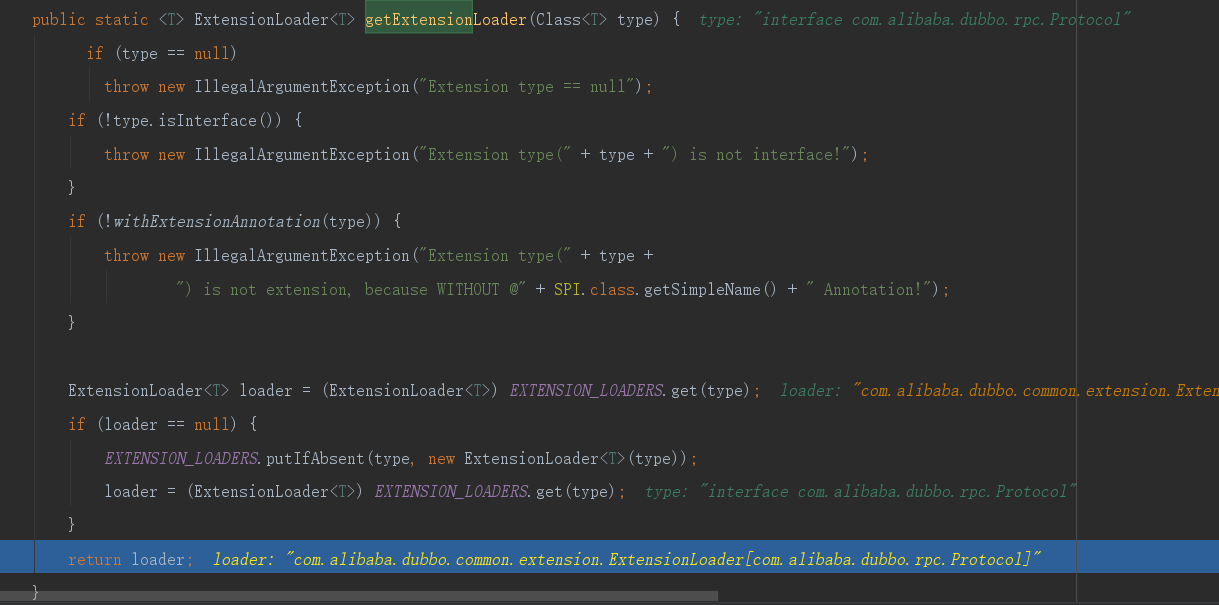 public static <T> ExtensionLoader<T> getExtensionLoader(Class<T> type) {  type: "interface com.alibaba.dubbo.rpc.Protocol"
if (type == null)
throw new IllegalArgumentException("Extension type == null");
if (!type.isInterface()) {
throw new IllegalArgumentException("Extension type(" + type + ") is not interface!");
}
if (!withExtensionAnnotation(type)) {
throw new IllegalArgumentException("Extension type(" + type +
") is not extension, because WITHOUT @" + SPI.class.getSimpleName() + " Annotation!");
}
ExtensionLoader<T> loader = (ExtensionLoader<T>) EXTENSION_LOADERS.get(type);  loader: "com.alibaba.dubbo.common.extension.Exten
if (loader == null) {
EXTENSION_LOADERS.putIfAbsent(type, new ExtensionLoader<T>(type));
loader = (ExtensionLoader<T>) EXTENSION_LOADERS.get(type);  type: "interface com.alibaba.dubbo.rpc.Protocol"
}
return loader;  loader: "com.alibaba.dubbo.common.extension.ExtensionLoader[com.alibaba.dubbo.rpc.Protocol]"
}